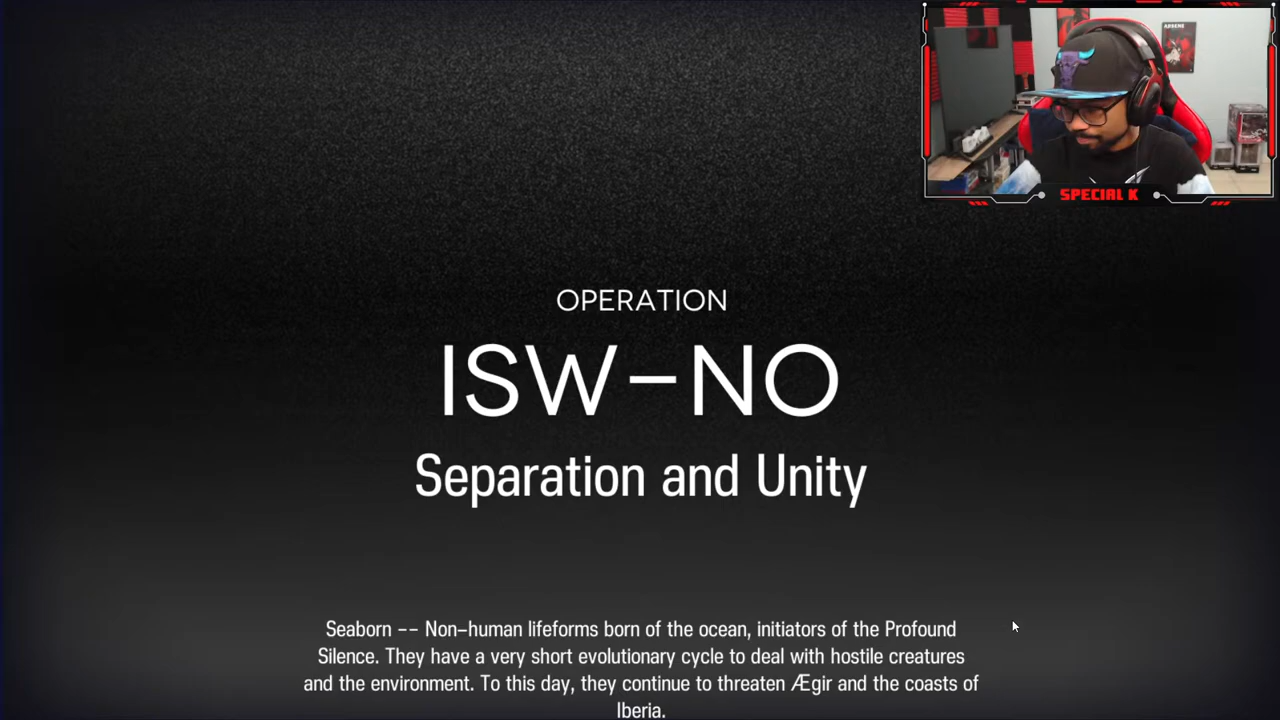 ARSENE
SPECIAL K
OPERATION
ISW-NO
Separation and Unity
Seaborn -- Non-human lifeforms born of the ocean, initiators of the Profound
Silence. They have a very short evolutionary cycle to deal with hostile creatures
and the environment. To this day, they continue to threaten Ægir and the coasts of
Iberia.